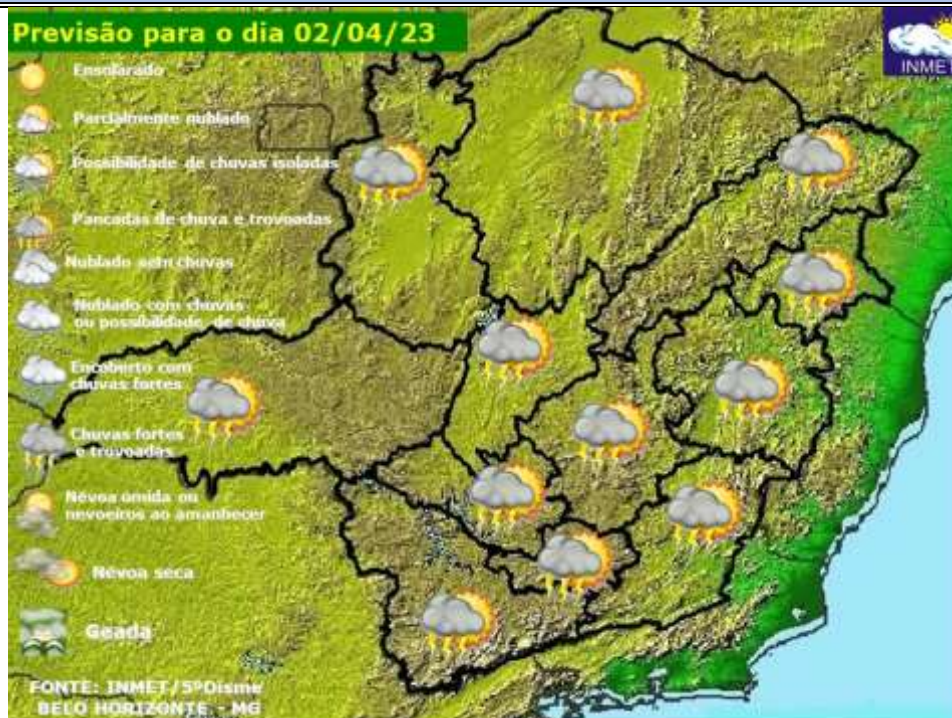 Previsão para o dia 02/04/23
INMET
Ensolarado
Parcialmente nublado
Possibilidade de chuvas isoladas
Pancadas de chuva e trovoadas
Nublado sem chuvas
Nublado com chuvas
ou possibilidade de chuva
Encoberto com
chuvas fortes
Chuvas fortes
e trovoadas
Névoa úmida ou
nevoeiros ao amanhecer
Névoa seca
Geada
FONTE: INMET/5ºDisme
BELO HORIZONTE - MG